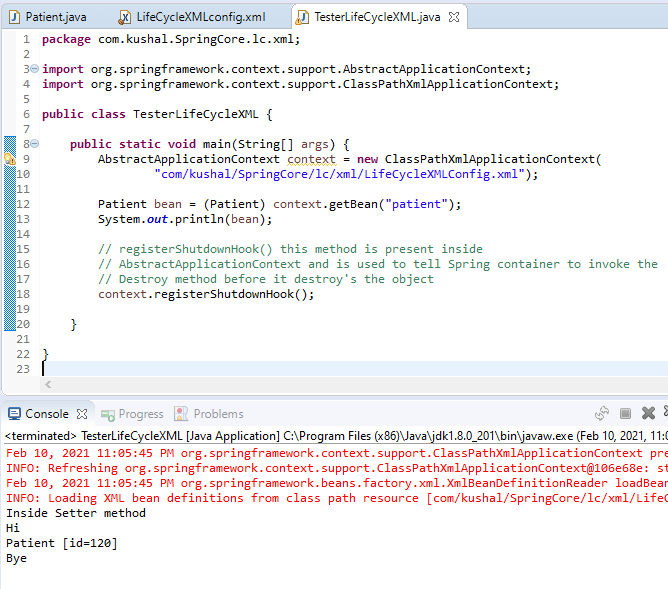 Patient.java LifeCycleXMLconfig.xml TesterLifeCycleXML.java
1 package com.kushal.SpringCore.lc.xml;
2
3 import org.springframework.context.support.AbstractApplicationContext;
4 import org.springframework.context.support.ClassPathXmlApplicationContext;
5
6 public class TesterLifeCycleXML {
7
8 public static void main(String[] args) {
9 AbstractApplicationContext context = new ClassPathXmlApplicationContext(
10 "com/kushal/SpringCore/lc/xml/LifeCycleXMLConfig.xml");
11
12 Patient bean = (Patient) context.getBean("patient");
13 System.out.println(bean);
14
15 // registerShutdownHook() this method is present inside
16 // AbstractApplicationContext and is used to tell Spring container to invoke the
17 // Destroy method before it destroy's the object
18 context.registerShutdownHook();
19
20 }
21
22 }
23
Console Progress Problems
<terminated> TesterLifeCycleXML [Java Application] C:\Program Files (x86)\Java\jdk1.8.0_201\bin\javaw.exe (Feb 10, 2021, 11:0
Feb 10, 2021 11:05:45 PM org.springframework.context.support.ClassPathXmlApplicationContext pre
INFO: Refreshing org.springframework.context.support.ClassPathXmlApplicationContext@106e68e: st
Feb 10, 2021 11:05:45 PM org.springframework.beans.factory.xml.XmlBeanDefinitionReader loadBean
INFO: Loading XML bean definitions from class path resource [com/kushal/SpringCore/lc/xml/LifeC
Inside Setter method
Hi
Patient [id=120]
Bye